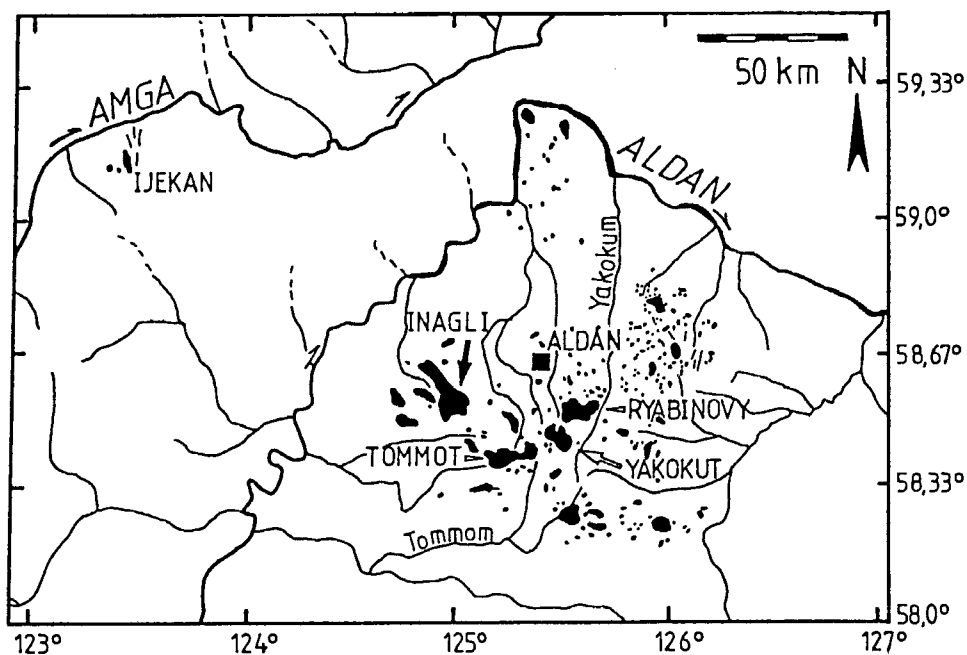 50 km N
59,33°
AMGA
ALDAN
IJEKAN
59,0°
Yakokum
INAGLI
ALDAN
58,67°
RYABINOVY
TOMMOT
YAKOKUT
58,33°
Tommom
58,0°
123° 124° 125° 126° 127°